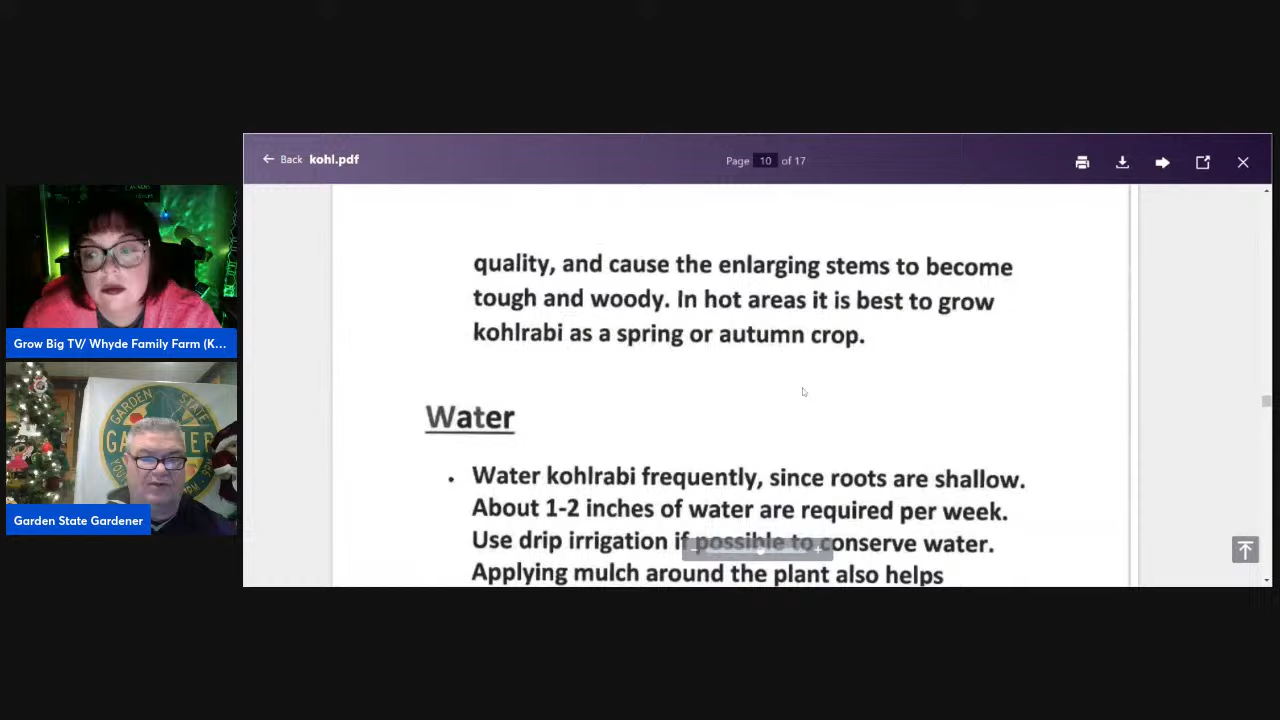 ← Back kohl.pdf
Page 10 of 17
quality, and cause the enlarging stems to become
tough and woody. In hot areas it is best to grow
kohlrabi as a spring or autumn crop.
Water
• Water kohlrabi frequently, since roots are shallow.
About 1-2 inches of water are required per week.
Use drip irrigation if possible to conserve water.
Applying mulch around the plant also helps
Grow Big TV/ Whyde Family Farm (K...
GARDEN STATE
GARDENER
Garden State Gardener